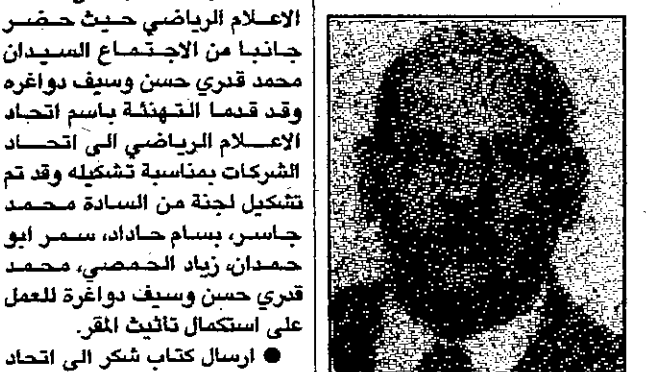 الاعلام الرياضي حيث حضر
جانبا من الاجتماع السيدان
محمد قدري حسن وسيف دواغره
وقد قدما التهنئة باسم اتحاد
الاعلام الرياضي الى اتحاد
الشركات بمناسبة تشكيله وقد تم
تشكيل لجنة من السادة محمد
جاسر، بسام حاداد، سمر ابو
حمدان، زياد الحمصي، محمد
قدري حسن وسيف دواغرة للعمل
على استكمال تاثيث المقر.
● ارسال كتاب شكر الى اتحاد